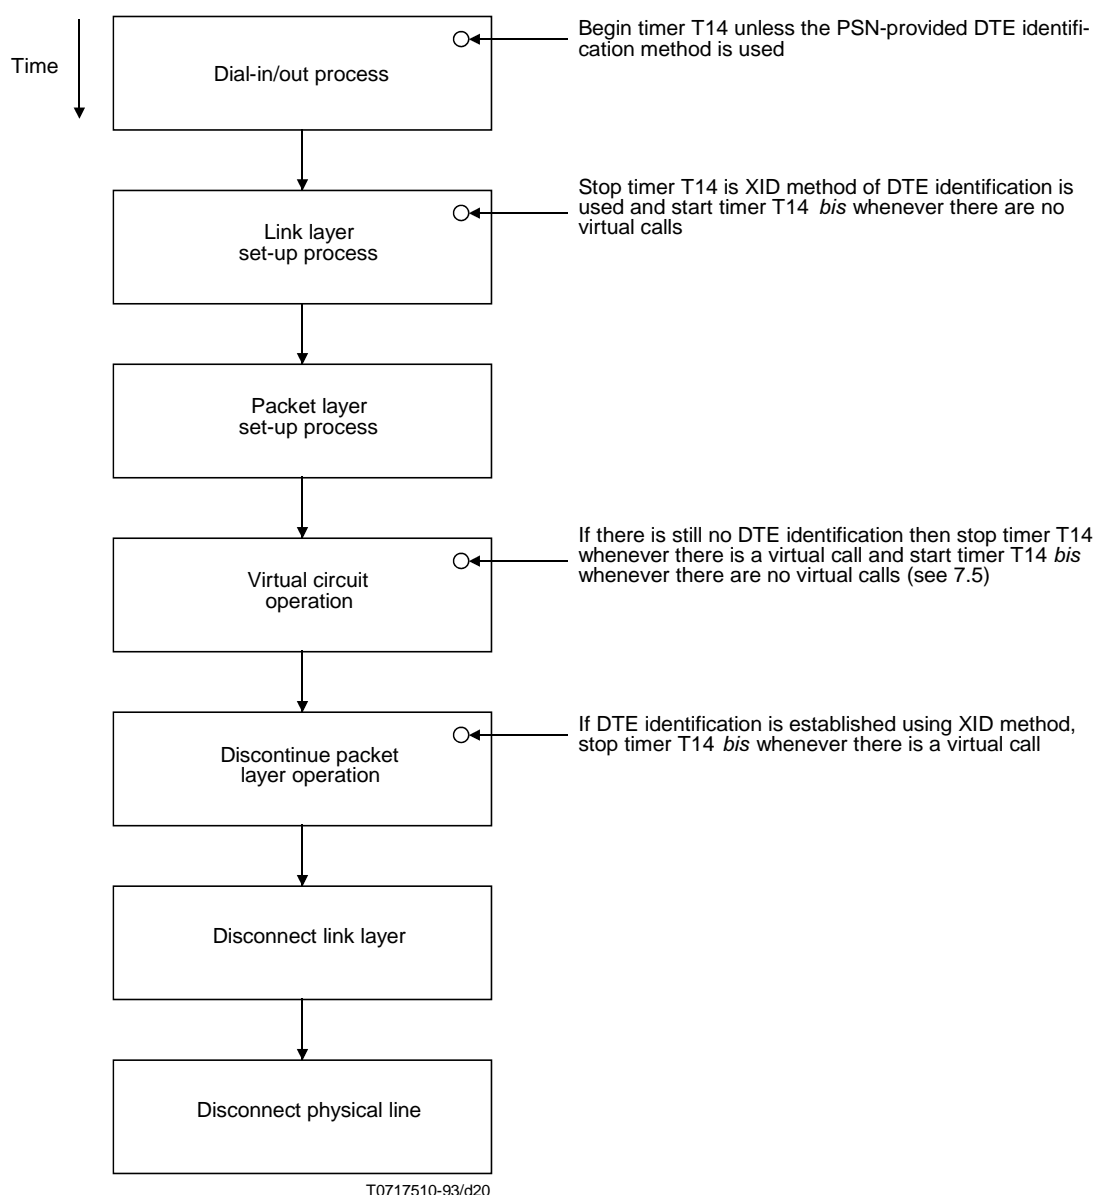 Begin timer T14 unless the PSN-provided DTE identifi-
cation method is used
Time
Dial-in/out process
Stop timer T14 is XID method of DTE identification is
used and start timer T14 bis whenever there are no
virtual calls
Link layer
set-up process
Packet layer
set-up process
If there is still no DTE identification then stop timer T14
whenever there is a virtual call and start timer T14 bis
whenever there are no virtual calls (see 7.5)
Virtual circuit
operation
If DTE identification is established using XID method,
stop timer T14 bis whenever there is a virtual call
Discontinue packet
layer operation
Disconnect link layer
Disconnect physical line
T0717510-93/d20